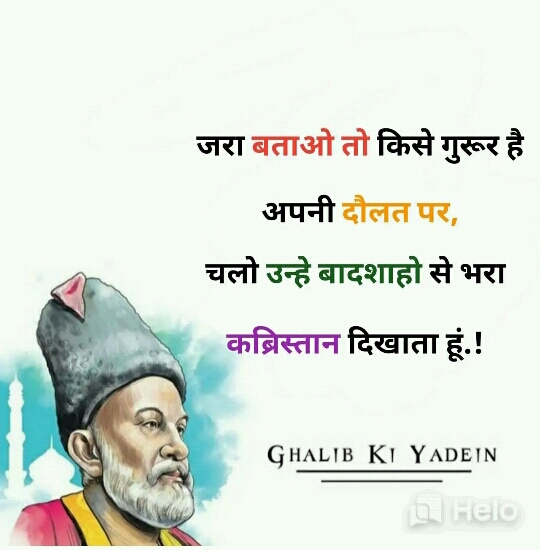 जरा बताओ तो किसे गुरूर है
अपनी दौलत पर,
चलो उन्हे बादशाहो से भरा
कब्रिस्तान दिखाता हूं.!
GHALIB KI YADEIN
Helo